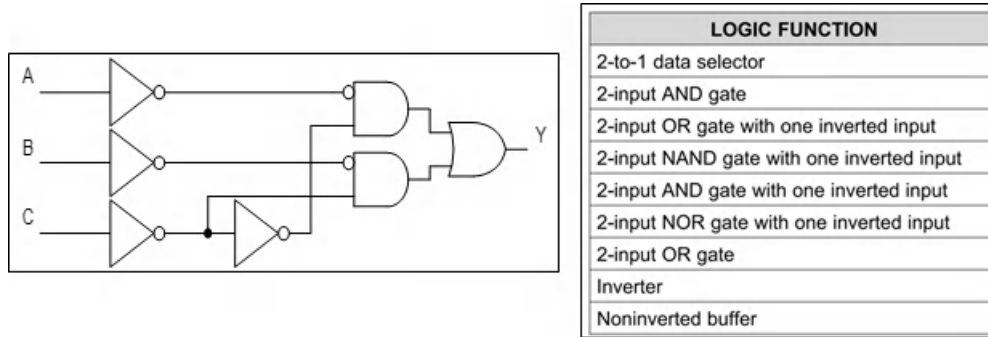 A
B
C
Y
LOGIC FUNCTION
2-to-1 data selector
2-input AND gate
2-input OR gate with one inverted input
2-input NAND gate with one inverted input
2-input AND gate with one inverted input
2-input NOR gate with one inverted input
2-input OR gate
Inverter
Noninverted buffer